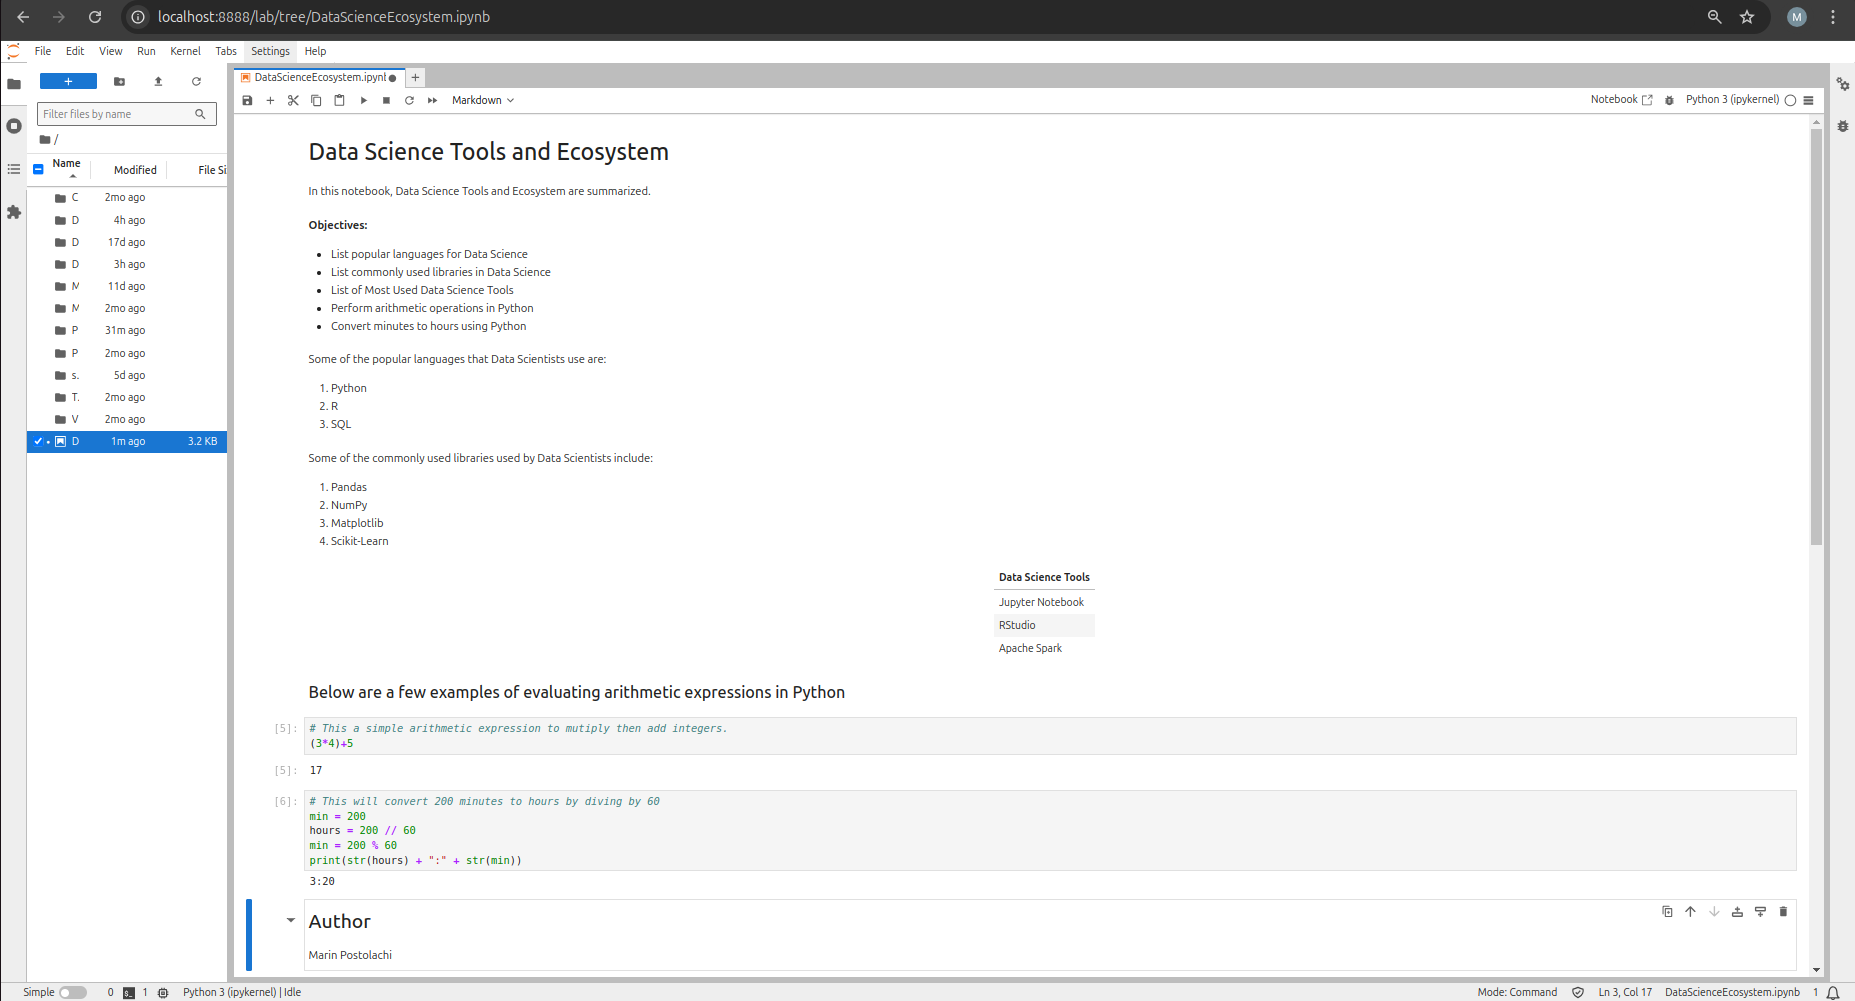 localhost:8888/lab/tree/DataScienceEcosystem.ipynb
M
File Edit View Run Kernel Tabs Settings Help
DataScienceEcosystem.ipynb
Markdown
Notebook
Python 3 (ipykernel)
Filter files by name
/
Name Modified File Si
C 2mo ago
D 4h ago
D 17d ago
D 3h ago
M 11d ago
M 2mo ago
P 31m ago
P 2mo ago
s. 5d ago
T. 2mo ago
V 2mo ago
D 1m ago 3.2 KB
Data Science Tools and Ecosystem
In this notebook, Data Science Tools and Ecosystem are summarized.
Objectives:
• List popular languages for Data Science
• List commonly used libraries in Data Science
• List of Most Used Data Science Tools
• Perform arithmetic operations in Python
• Convert minutes to hours using Python
Some of the popular languages that Data Scientists use are:
1. Python
2. R
3. SQL
Some of the commonly used libraries used by Data Scientists include:
1. Pandas
2. NumPy
3. Matplotlib
4. Scikit-Learn
Data Science Tools
Jupyter Notebook
RStudio
Apache Spark
Below are a few examples of evaluating arithmetic expressions in Python
[5]: # This a simple arithmetic expression to mutiply then add integers.
(3*4)+5
[5]: 17
[6]: # This will convert 200 minutes to hours by diving by 60
min = 200
hours = 200 // 60
min = 200 % 60
print(str(hours) + ":" + str(min))
3:20
Author
Marin Postolachi
Simple 0 1 Python 3 (ipykernel) | Idle
Mode: Command Ln 3, Col 17 DataScienceEcosystem.ipynb 1